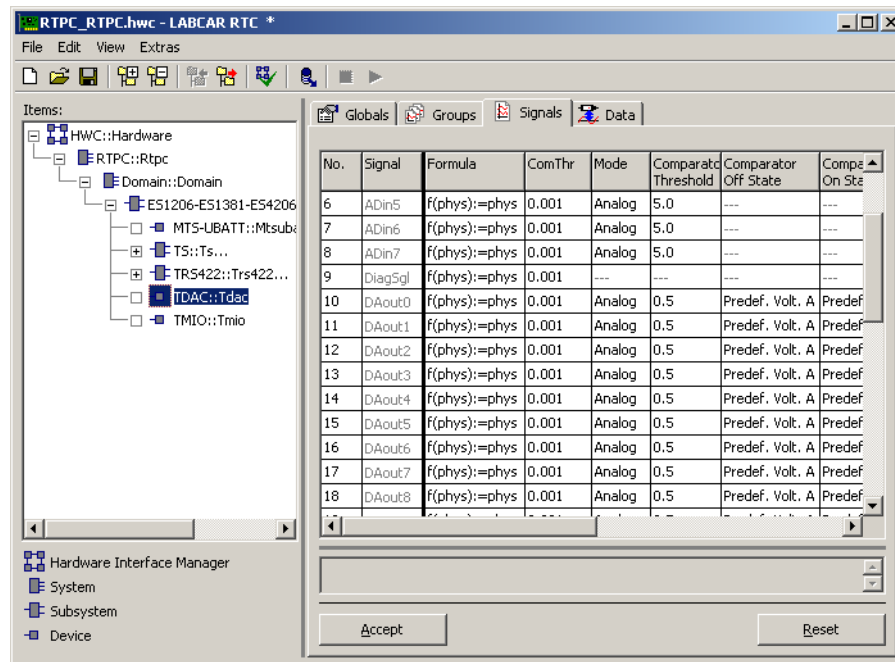 RTPC_RTPC.hwc - LABCAR RTC *
File Edit View Extras
Items:
HWC::Hardware
RTPC::Rtpc
Domain::Domain
ES1206-ES1381-ES4206
MTS-UBATT::Mtsuba
TS::Ts...
TRS422::Trs422...
TDAC::Tdac
TMIO::Tmio
Hardware Interface Manager
System
Subsystem
Device
Globals Groups Signals Data
No. Signal Formula ComThr Mode Comparato Comparator Compa
Threshold Off State On Sta
6 ADin5 f(phys):=phys 0.001 Analog 5.0 --- ---
7 ADin6 f(phys):=phys 0.001 Analog 5.0 --- ---
8 ADin7 f(phys):=phys 0.001 Analog 5.0 --- ---
9 DiagSgl f(phys):=phys 0.001 --- --- --- ---
10 DAout0 f(phys):=phys 0.001 Analog 0.5 Predef. Volt. A Predef
11 DAout1 f(phys):=phys 0.001 Analog 0.5 Predef. Volt. A Predef
12 DAout2 f(phys):=phys 0.001 Analog 0.5 Predef. Volt. A Predef
13 DAout3 f(phys):=phys 0.001 Analog 0.5 Predef. Volt. A Predef
14 DAout4 f(phys):=phys 0.001 Analog 0.5 Predef. Volt. A Predef
15 DAout5 f(phys):=phys 0.001 Analog 0.5 Predef. Volt. A Predef
16 DAout6 f(phys):=phys 0.001 Analog 0.5 Predef. Volt. A Predef
17 DAout7 f(phys):=phys 0.001 Analog 0.5 Predef. Volt. A Predef
18 DAout8 f(phys):=phys 0.001 Analog 0.5 Predef. Volt. A Predef
Accept Reset